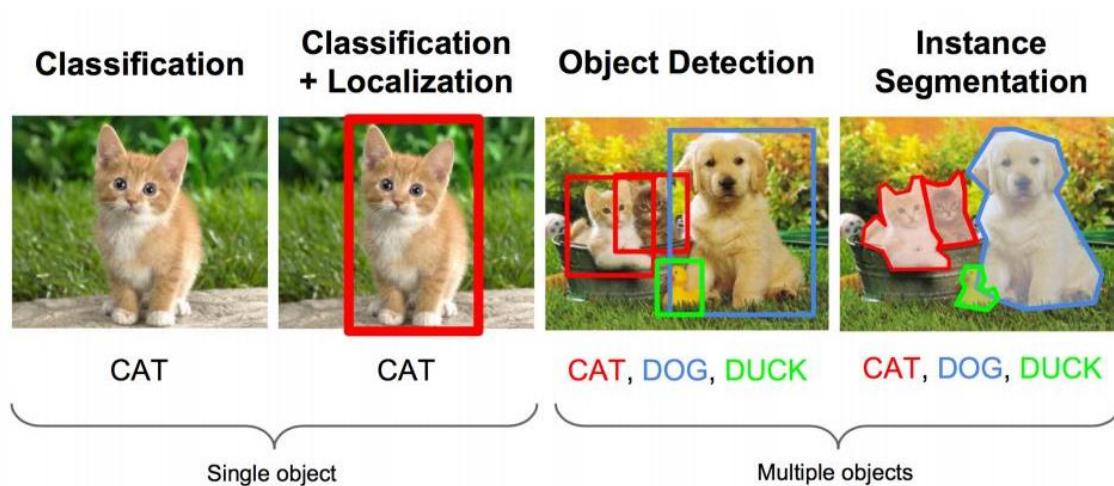 Classification
Classification
+ Localization
Object Detection
Instance
Segmentation
CAT
CAT
CAT, DOG, DUCK
CAT, DOG, DUCK
Single object
Multiple objects